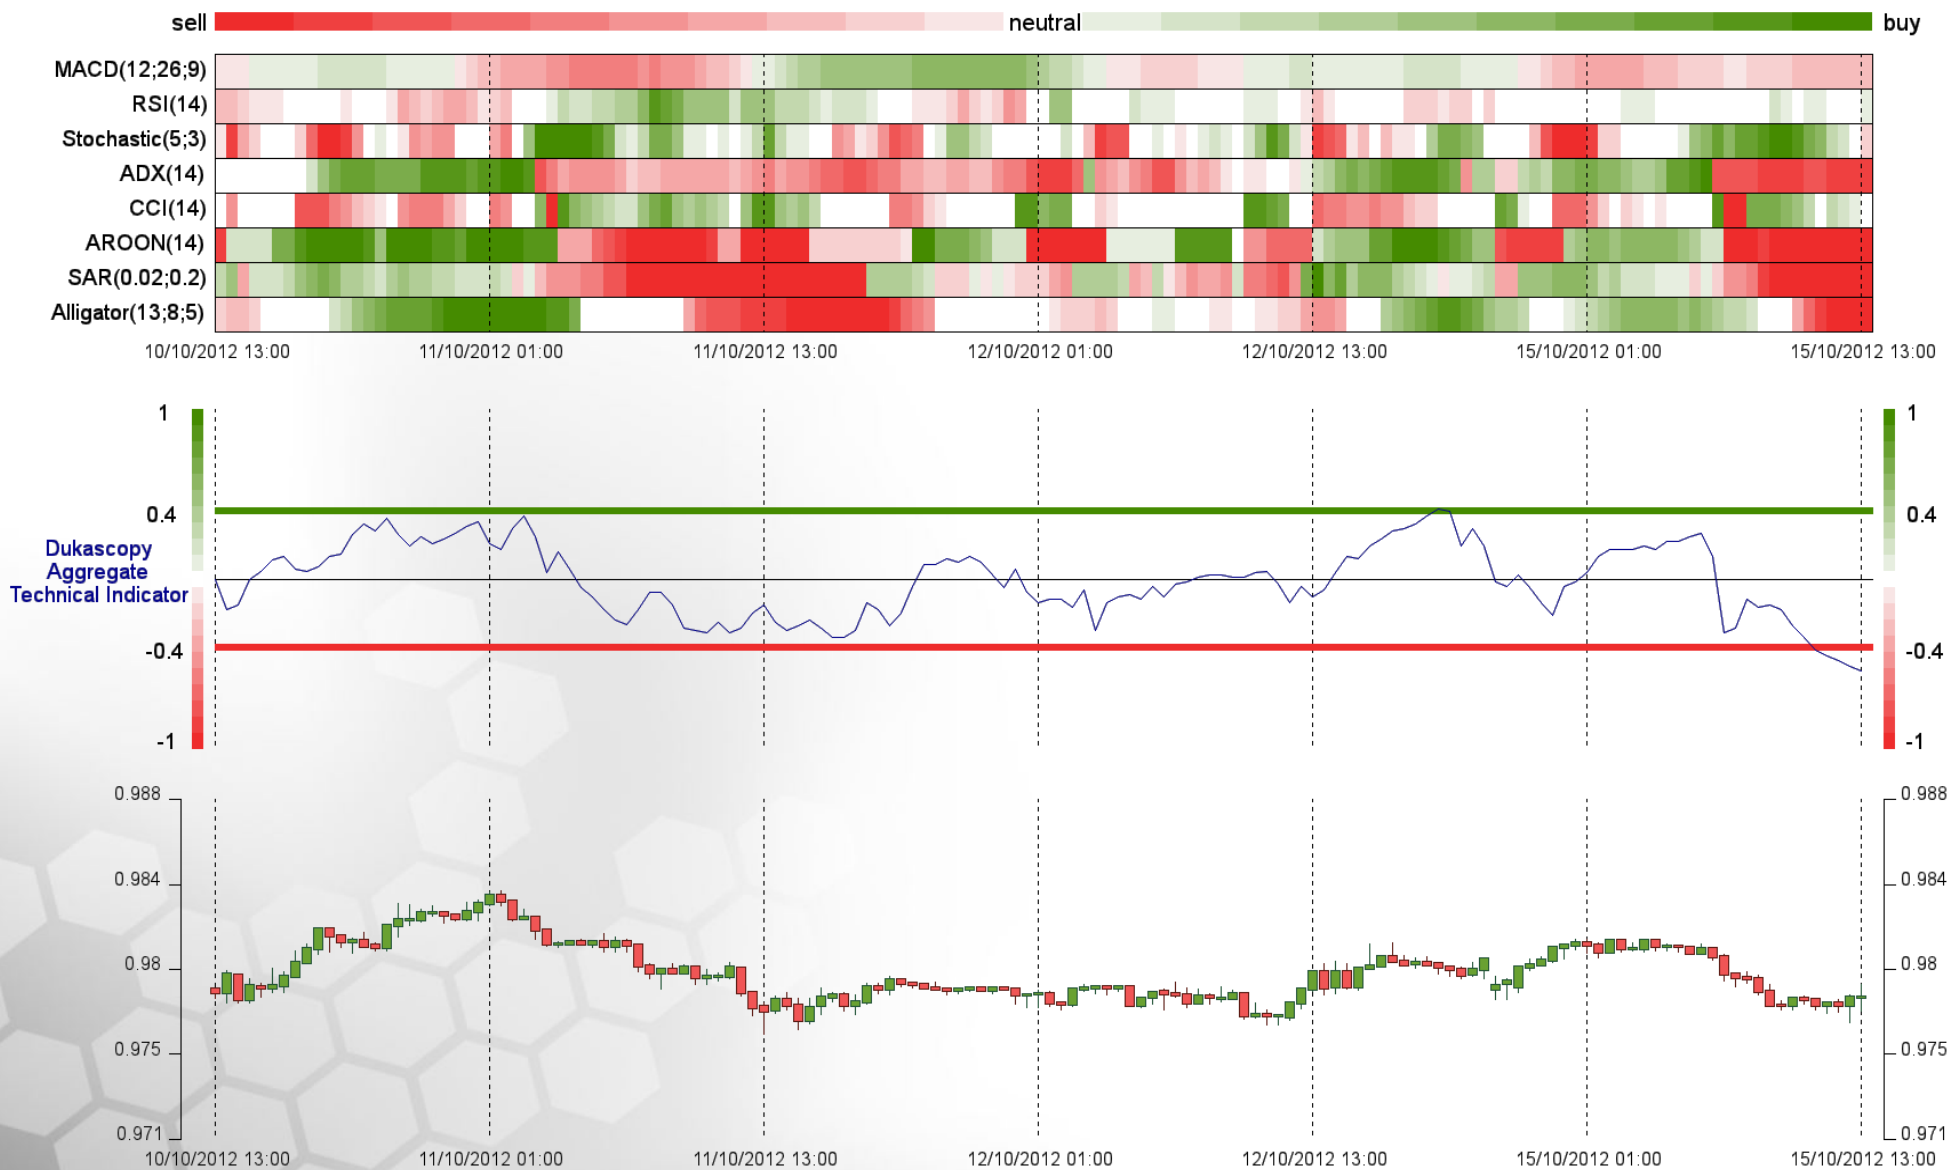 sell neutral buy
MACD(12;26;9)
RSI(14)
Stochastic(5;3)
ADX(14)
CCI(14)
AROON(14)
SAR(0.02;0.2)
Alligator(13;8;5)
10/10/2012 13:00 11/10/2012 01:00 11/10/2012 13:00 12/10/2012 01:00 12/10/2012 13:00 15/10/2012 01:00 15/10/2012 13:00
1 1
0.4 0.4
Dukascopy
Aggregate
Technical Indicator
-0.4 -0.4
-1 -1
0.988 0.988
0.984 0.984
0.98 0.98
0.975 0.975
0.971 0.971
10/10/2012 13:00 11/10/2012 01:00 11/10/2012 13:00 12/10/2012 01:00 12/10/2012 13:00 15/10/2012 01:00 15/10/2012 13:00